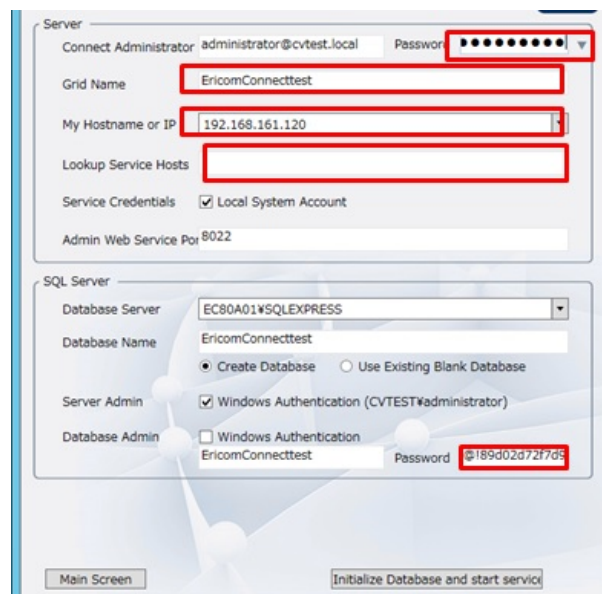 Server
Connect Administrator administrator@cvtest.local Password ●●●●●●●●●
Grid Name EricomConnecttest
My Hostname or IP 192.168.161.120
Lookup Service Hosts
Service Credentials Local System Account
Admin Web Service Por 8022
SQL Server
Database Server EC80A01¥SQLEXPRESS
Database Name EricomConnecttest
Create Database Use Existing Blank Database
Server Admin Windows Authentication (CVTEST¥administrator)
Database Admin Windows Authentication
EricomConnecttest Password @!89d02d72f7d9
Main Screen Initialize Database and start service